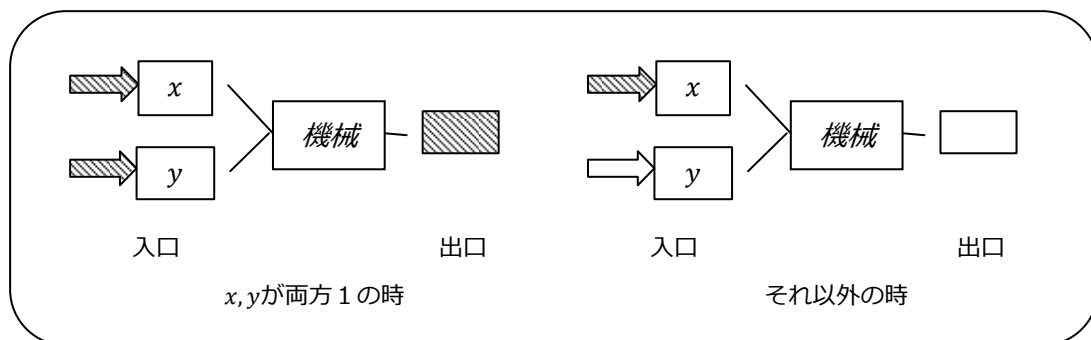 x 機械 x 機械
y y
入口 出口 入口 出口
x, yが両方１の時 それ以外の時